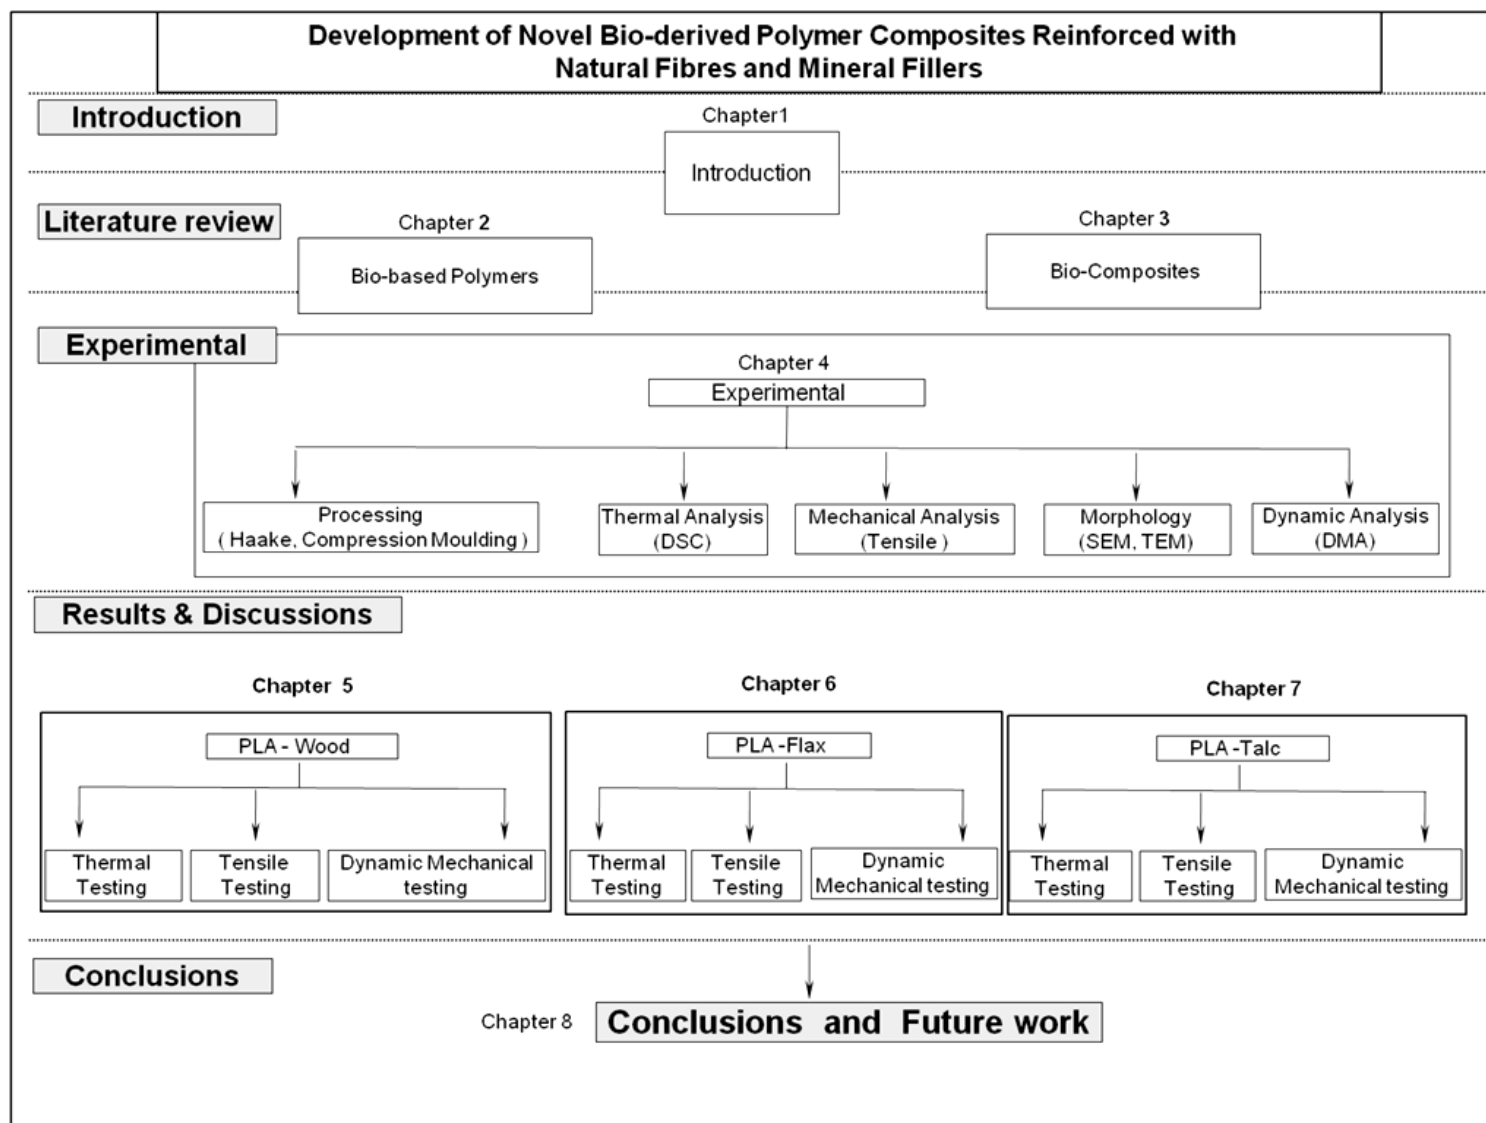 Development of Novel Bio-derived Polymer Composites Reinforced with
Natural Fibres and Mineral Fillers
Introduction
Chapter1
Introduction
Literature review
Chapter 2
Bio-based Polymers
Chapter 3
Bio-Composites
Experimental
Chapter 4
Experimental
Processing
( Haake, Compression Moulding )
Thermal Analysis
(DSC)
Mechanical Analysis
(Tensile )
Morphology
(SEM, TEM)
Dynamic Analysis
(DMA)
Results & Discussions
Chapter 5
PLA - Wood
Thermal
Testing
Tensile
Testing
Dynamic Mechanical
testing
Chapter 6
PLA -Flax
Thermal
Testing
Tensile
Testing
Dynamic
Mechanical testing
Chapter 7
PLA -Talc
Thermal
Testing
Tensile
Testing
Dynamic
Mechanical testing
Conclusions
Chapter 8
Conclusions and Future work